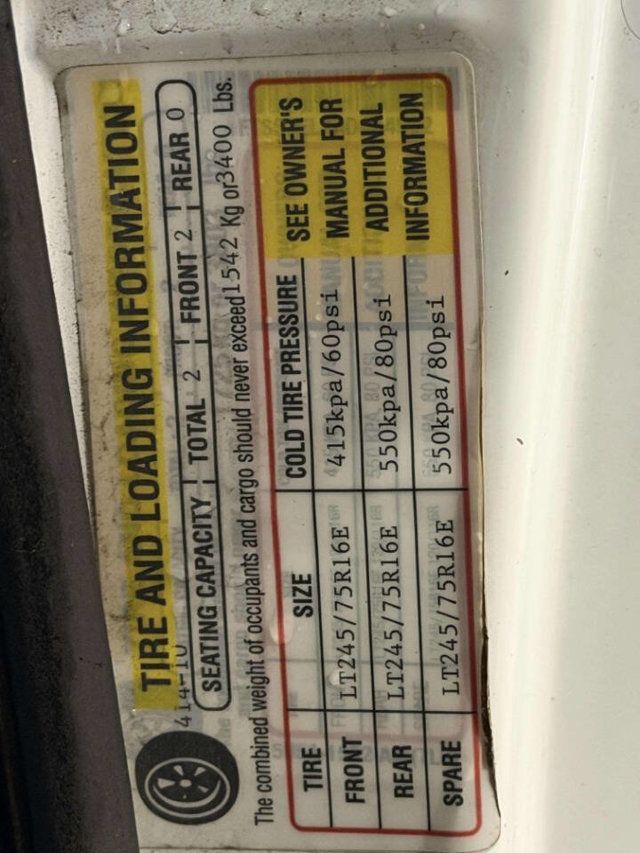 TIRE AND LOADING INFORMATION
SEATING CAPACITY TOTAL 2 FRONT 2 REAR 0
The combined weight of occupants and cargo should never exceed 1542 Kg or 3400 Lbs.
TIRE SIZE COLD TIRE PRESSURE SEE OWNER'S
FRONT LT245/75R16E 415kpa/60psi MANUAL FOR
REAR LT245/75R16E 550kpa/80psi ADDITIONAL
SPARE LT245/75R16E 550kpa/80psi INFORMATION